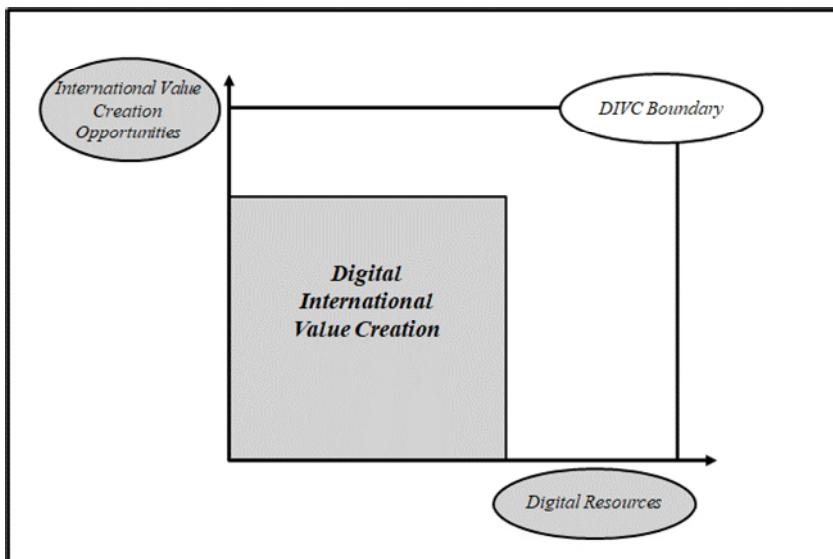 International Value
Creation
Opportunities
DIVC Boundary
Digital
International
Value Creation
Digital Resources